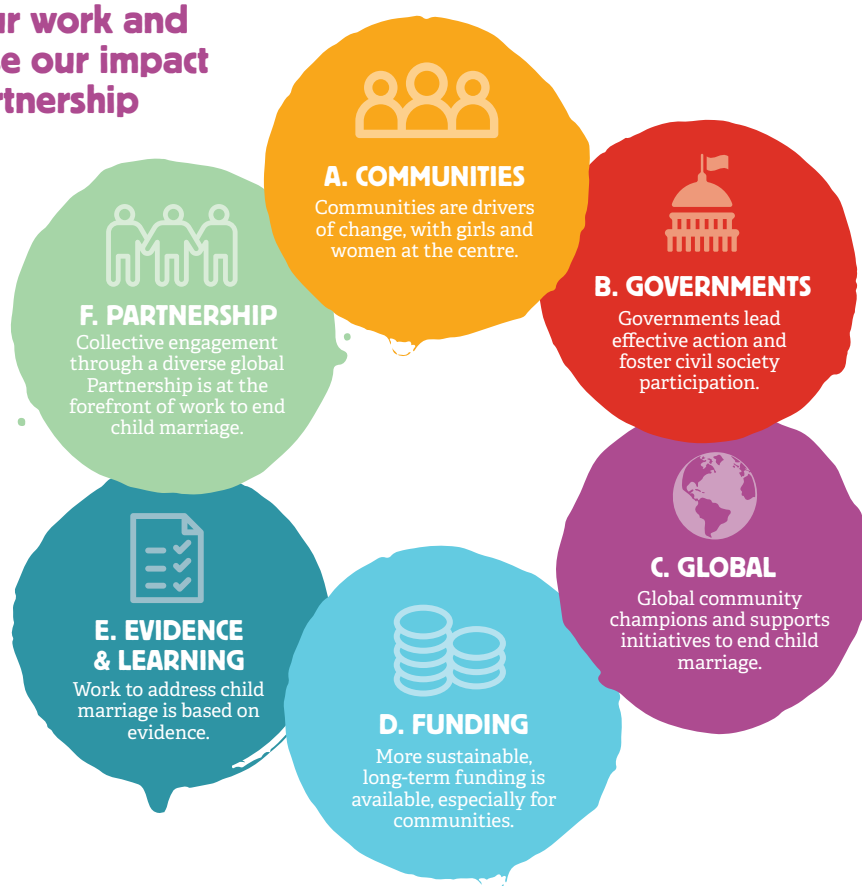 ur work and
e our impact
rtnership
A. COMMUNITIES
Communities are drivers
of change, with girls and
women at the centre.
B. GOVERNMENTS
Governments lead
effective action and
foster civil society
participation.
C. GLOBAL
Global community
champions and supports
initiatives to end child
marriage.
D. FUNDING
More sustainable,
long-term funding is
available, especially for
communities.
E. EVIDENCE
& LEARNING
Work to address child
marriage is based on
evidence.
F. PARTNERSHIP
Collective engagement
through a diverse global
Partnership is at the
forefront of work to end
child marriage.